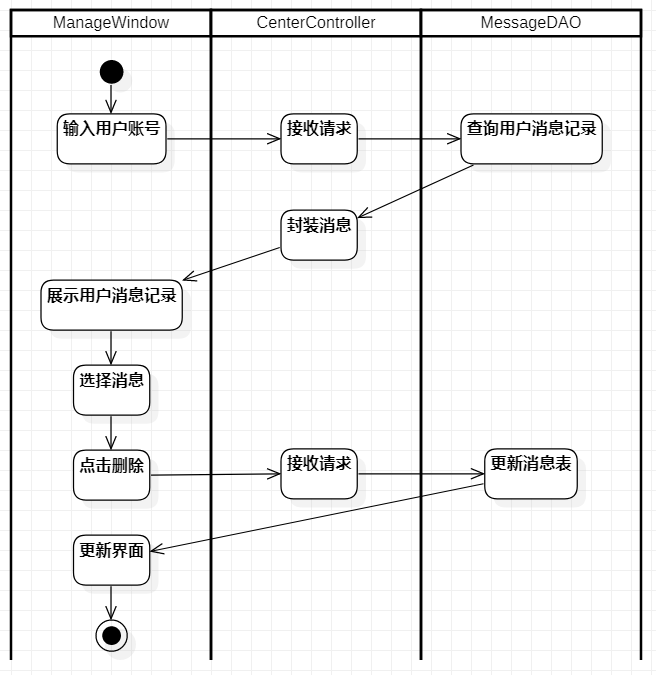 ManageWindow
CenterController
MessageDAO
输入用户账号
接收请求
查询用户消息记录
封装消息
展示用户消息记录
选择消息
点击删除
接收请求
更新消息表
更新界面